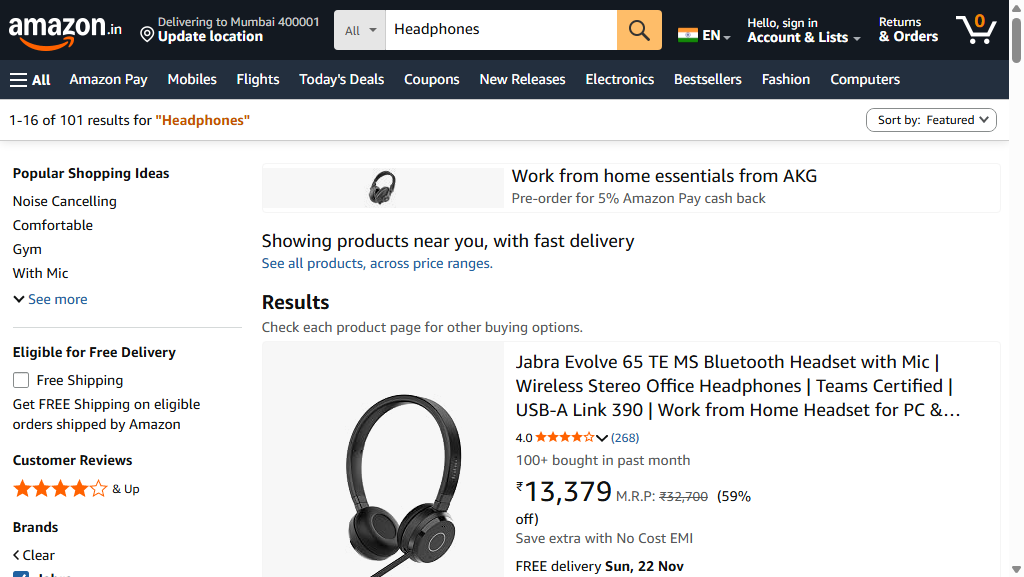 amazon.in
Delivering to Mumbai 400001
Update location
All
Headphones
EN
Hello, sign in
Account & Lists
Returns
& Orders
0
All
Amazon Pay
Mobiles
Flights
Today's Deals
Coupons
New Releases
Electronics
Bestsellers
Fashion
Computers
1-16 of 101 results for "Headphones"
Sort by: Featured
Popular Shopping Ideas
Noise Cancelling
Comfortable
Gym
With Mic
See more
Eligible for Free Delivery
Free Shipping
Get FREE Shipping on eligible
orders shipped by Amazon
Customer Reviews
& Up
Brands
Clear
Jabra
Work from home essentials from AKG
Pre-order for 5% Amazon Pay cash back
Showing products near you, with fast delivery
See all products, across price ranges.
Results
Check each product page for other buying options.
Jabra Evolve 65 TE MS Bluetooth Headset with Mic |
Wireless Stereo Office Headphones | Teams Certified |
USB-A Link 390 | Work from Home Headset for PC &...
4.0 (268)
100+ bought in past month
₹13,379 M.R.P: ₹32,700 (59%
off)
Save extra with No Cost EMI
FREE delivery Sun, 22 Nov